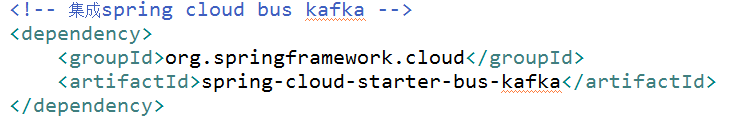 <!-- 集成spring cloud bus kafka -->
<dependency>
    <groupId>org.springframework.cloud</groupId>
    <artifactId>spring-cloud-starter-bus-kafka</artifactId>
</dependency>